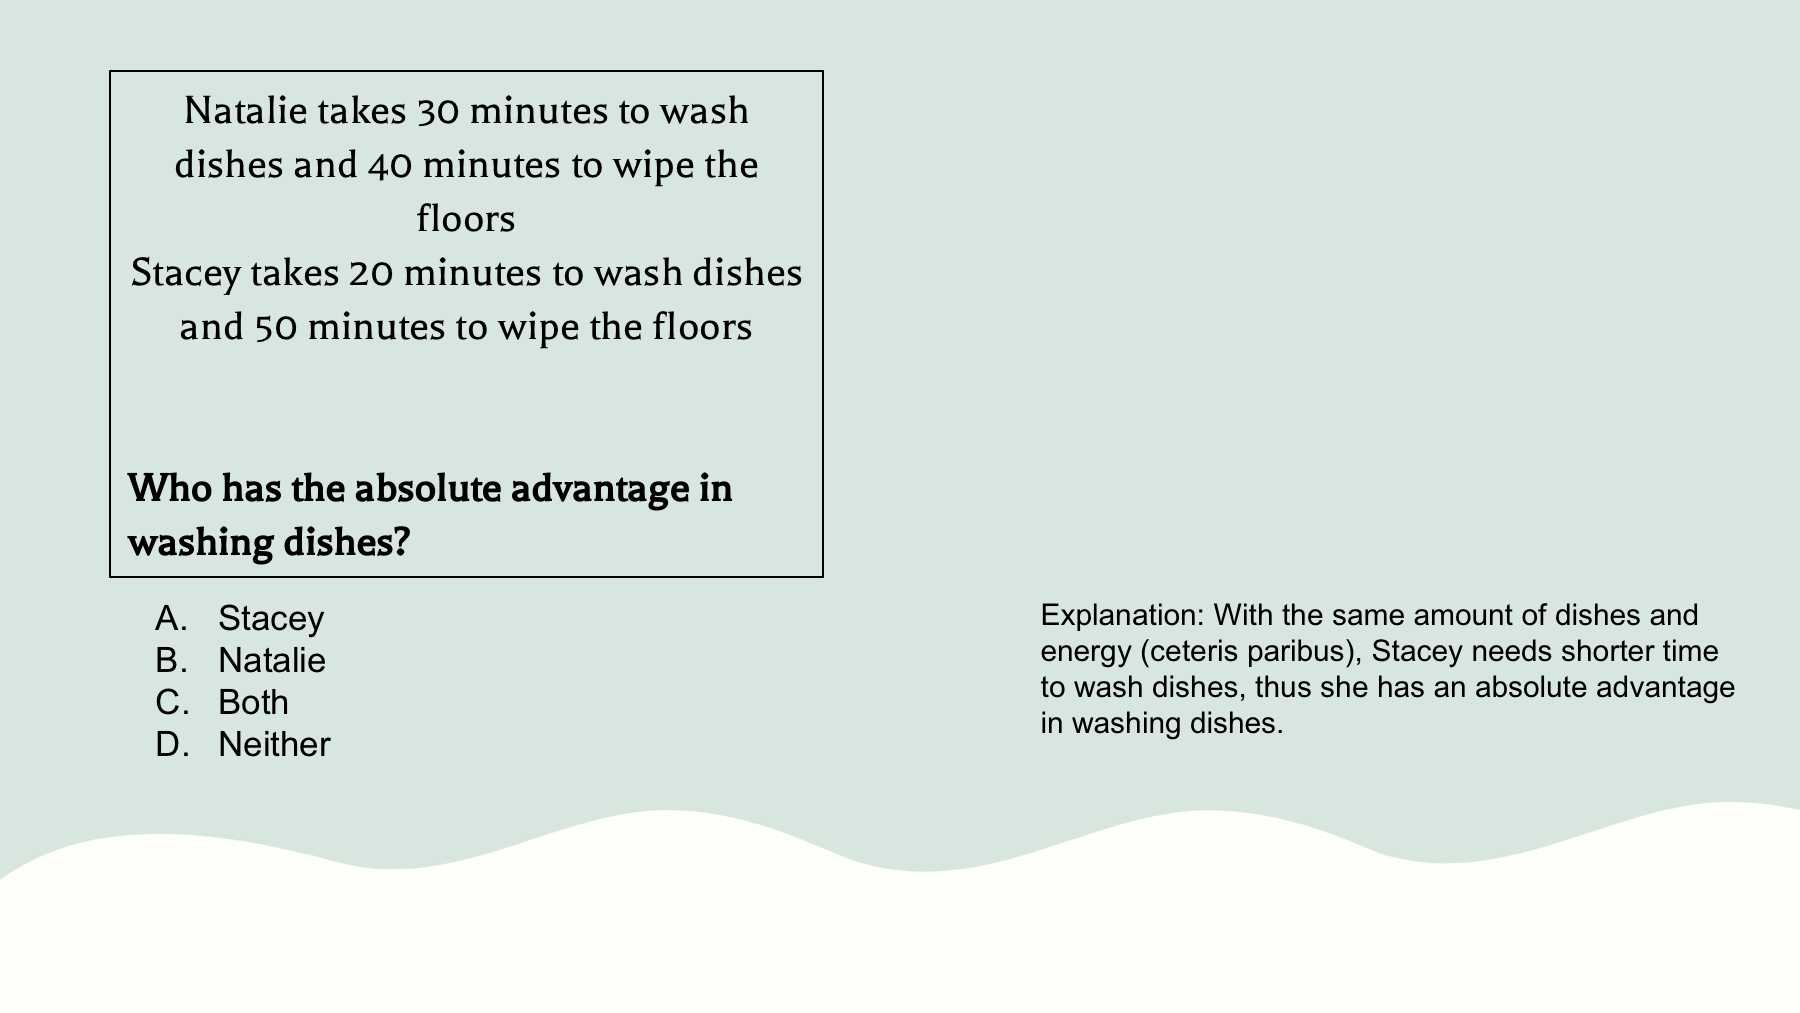 Natalie takes 30 minutes to wash
dishes and 40 minutes to wipe the
floors
Stacey takes 20 minutes to wash dishes
and 50 minutes to wipe the floors
Who has the absolute advantage in
washing dishes?
A. Stacey
B. Natalie
C. Both
D. Neither
Explanation: With the same amount of dishes and
energy (ceteris paribus), Stacey needs shorter time
to wash dishes, thus she has an absolute advantage
in washing dishes.